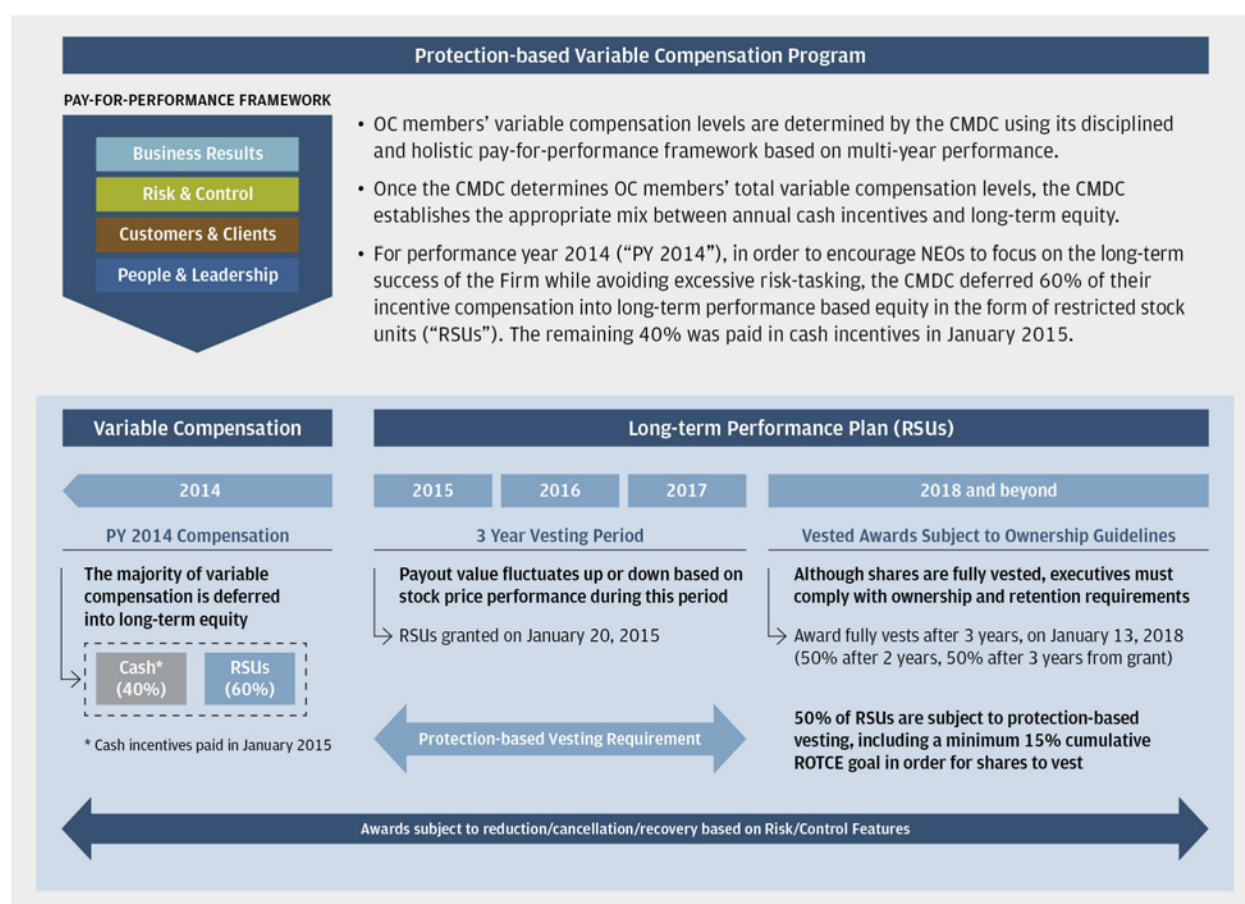 Protection-based Variable Compensation Program
PAY-FOR-PERFORMANCE FRAMEWORK
Business Results
Risk & Control
Customers & Clients
People & Leadership
• OC members’ variable compensation levels are determined by the CMDC using its disciplined
and holistic pay-for-performance framework based on multi-year performance.
• Once the CMDC determines OC members’ total variable compensation levels, the CMDC
establishes the appropriate mix between annual cash incentives and long-term equity.
• For performance year 2014 (“PY 2014”), in order to encourage NEOs to focus on the long-term
success of the Firm while avoiding excessive risk-tasking, the CMDC deferred 60% of their
incentive compensation into long-term performance based equity in the form of restricted stock
units (“RSUs”). The remaining 40% was paid in cash incentives in January 2015.
Variable Compensation
2014
PY 2014 Compensation
The majority of variable
compensation is deferred
into long-term equity
Cash*
(40%)
RSUs
(60%)
* Cash incentives paid in January 2015
Long-term Performance Plan (RSUs)
2015
2016
2017
3 Year Vesting Period
Payout value fluctuates up or down based on
stock price performance during this period
RSUs granted on January 20, 2015
Protection-based Vesting Requirement
2018 and beyond
Vested Awards Subject to Ownership Guidelines
Although shares are fully vested, executives must
comply with ownership and retention requirements
Award fully vests after 3 years, on January 13, 2018
(50% after 2 years, 50% after 3 years from grant)
50% of RSUs are subject to protection-based
vesting, including a minimum 15% cumulative
ROTCE goal in order for shares to vest
Awards subject to reduction/cancellation/recovery based on Risk/Control Features